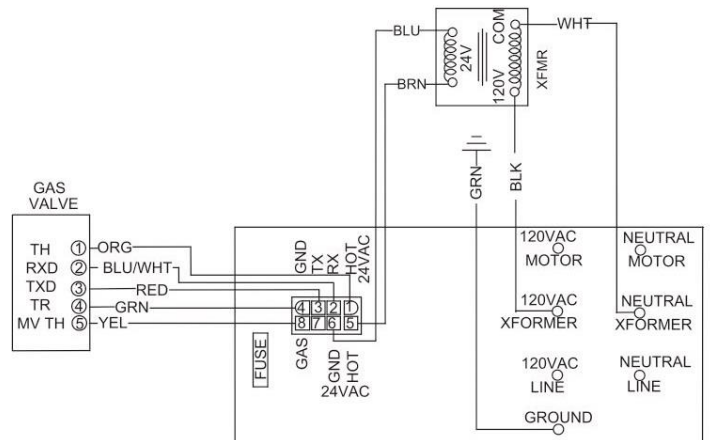 BLU
BRN
24V
COM
120V
XFMR
WHT
GRN
BLK
GAS
VALVE
TH 1 ORG
RXD 2 BLU/WHT
TXD 3 RED
TR 4 GRN
MV TH 5 YEL
GND
TX
RX
HOT
24VAC
4 3 2 1
8 7 6 5
FUSE
GAS
GND
HOT
24VAC
120VAC
MOTOR
NEUTRAL
MOTOR
120VAC
XFORMER
NEUTRAL
XFORMER
120VAC
LINE
NEUTRAL
LINE
GROUND